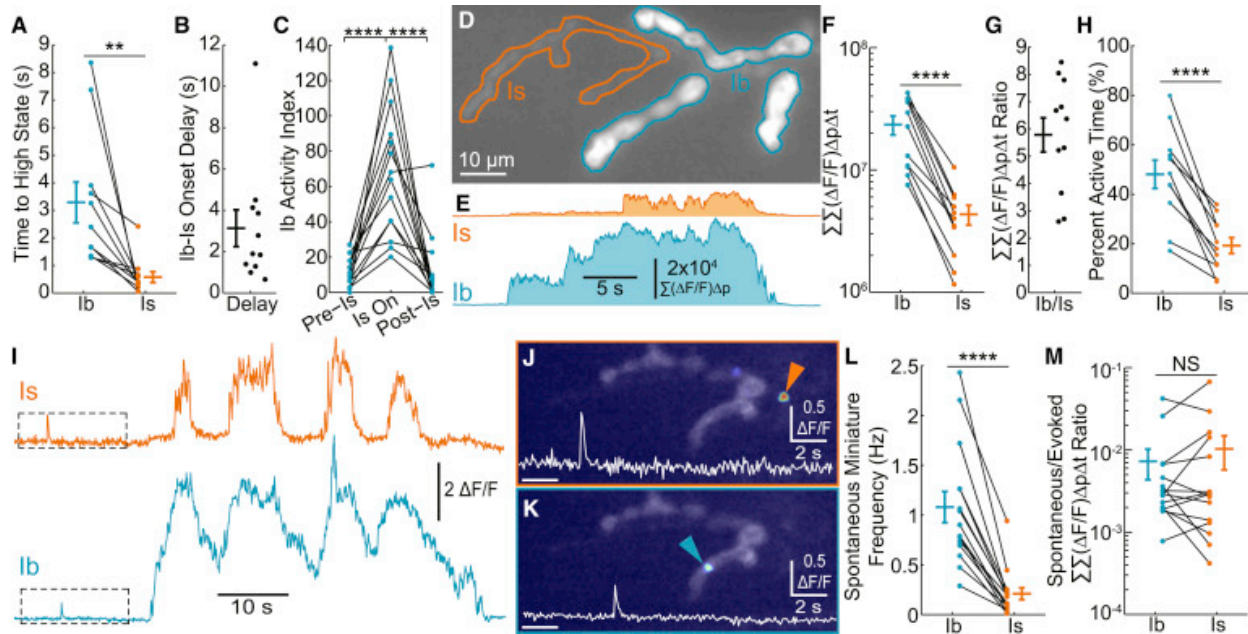 A
Time to High State (s)
9
8
7
6
5
4
3
2
1
0
**
Ib
Is
B
Ib-Is Onset Delay (s)
12
10
8
6
4
2
0
Delay
C
Ib Activity Index
**** ****
140
120
100
80
60
40
20
0
Pre-Is
Is On
Post-Is
D
Is
Ib
10 µm
E
Is
Ib
5 s
2x10⁴
∑(ΔF/F)Δp
F
∑∑(ΔF/F)ΔpΔt
10⁸
10⁷
10⁶
****
Ib
Is
G
∑∑(ΔF/F)ΔpΔt Ratio
9
8
7
6
5
4
3
2
1
0
Ib/Is
H
Percent Active Time (%)
100
80
60
40
20
0
****
Ib
Is
I
Is
Ib
2 ΔF/F
10 s
J
0.5
ΔF/F
2 s
K
0.5
ΔF/F
2 s
L
Spontaneous Miniature
Frequency (Hz)
2.5
2
1.5
1
0.5
0
****
Ib
Is
M
Spontaneous/Evoked
∑∑(ΔF/F)ΔpΔt Ratio
10⁻¹
10⁻²
10⁻³
10⁻⁴
NS
Ib
Is